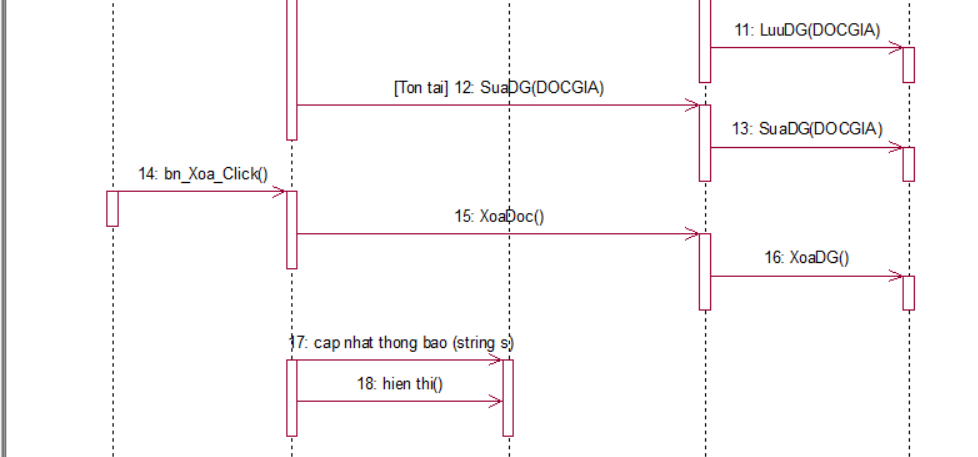 11: LuuDG(DOCGIA)
[Ton tai] 12: SuaDG(DOCGIA)
13: SuaDG(DOCGIA)
14: bn_Xoa_Click()
15: XoaDoc()
16: XoaDG()
17: cap nhat thong bao (string s)
18: hien thi()